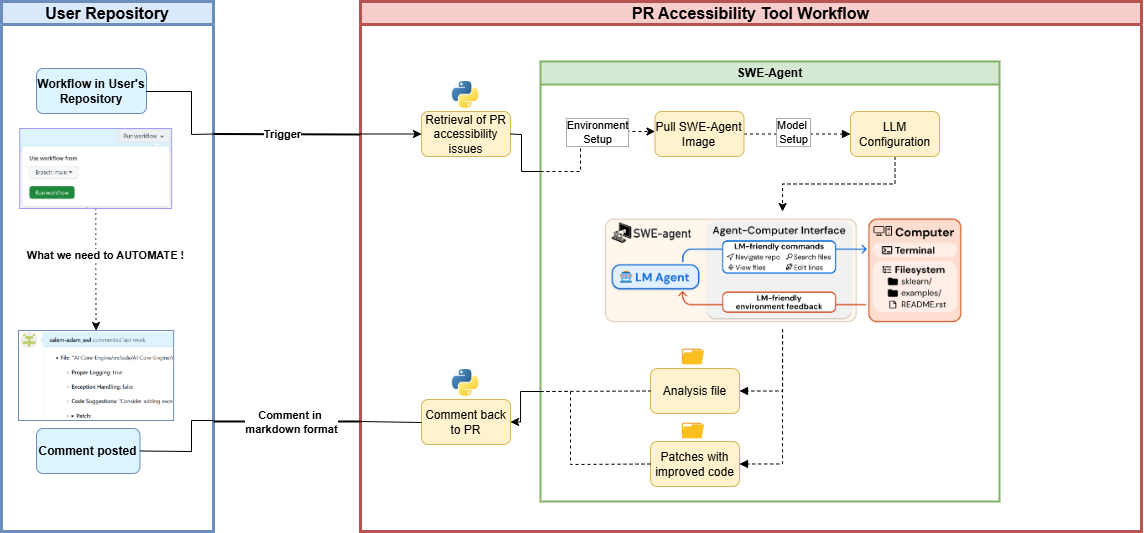 User Repository
PR Accessibility Tool Workflow
Workflow in User's
Repository
Run workflow
Use workflow from
Branch: main
Run workflow
What we need to AUTOMATE !
salem-aslam_awl commented last week
File: "AI-Core-Engine/include/AI-Core-Engine/
Proper Logging: true
Exception Handling: false
Code Suggestions: "Consider adding
Patch:
Comment posted
Trigger
Comment in
markdown format
Retrieval of PR
accessibility
issues
Comment back
to PR
SWE-Agent
Environment
Setup
Pull SWE-Agent
Image
Model
Setup
LLM
Configuration
SWE-agent
LM Agent
Agent-Computer Interface
LM-friendly commands
Navigate repo
Search files
View files
Edit lines
LM-friendly
environment feedback
Computer
Terminal
Filesystem
sklearn/
examples/
README.rst
Analysis file
Patches with
improved code